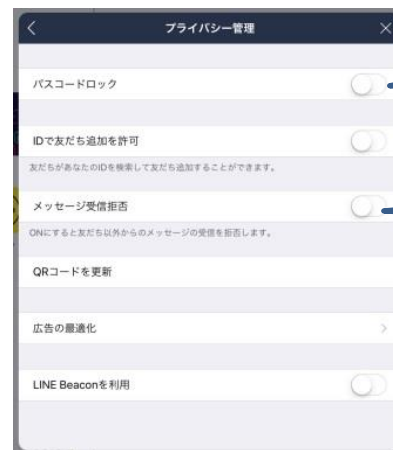 プライバシー管理
パスコードロック
IDで友だち追加を許可
友だちがあなたのIDを検索して友だち追加することができます。
メッセージ受信拒否
ONにすると友だち以外からのメッセージの受信を拒否します。
QRコードを更新
広告の最適化
LINE Beaconを利用